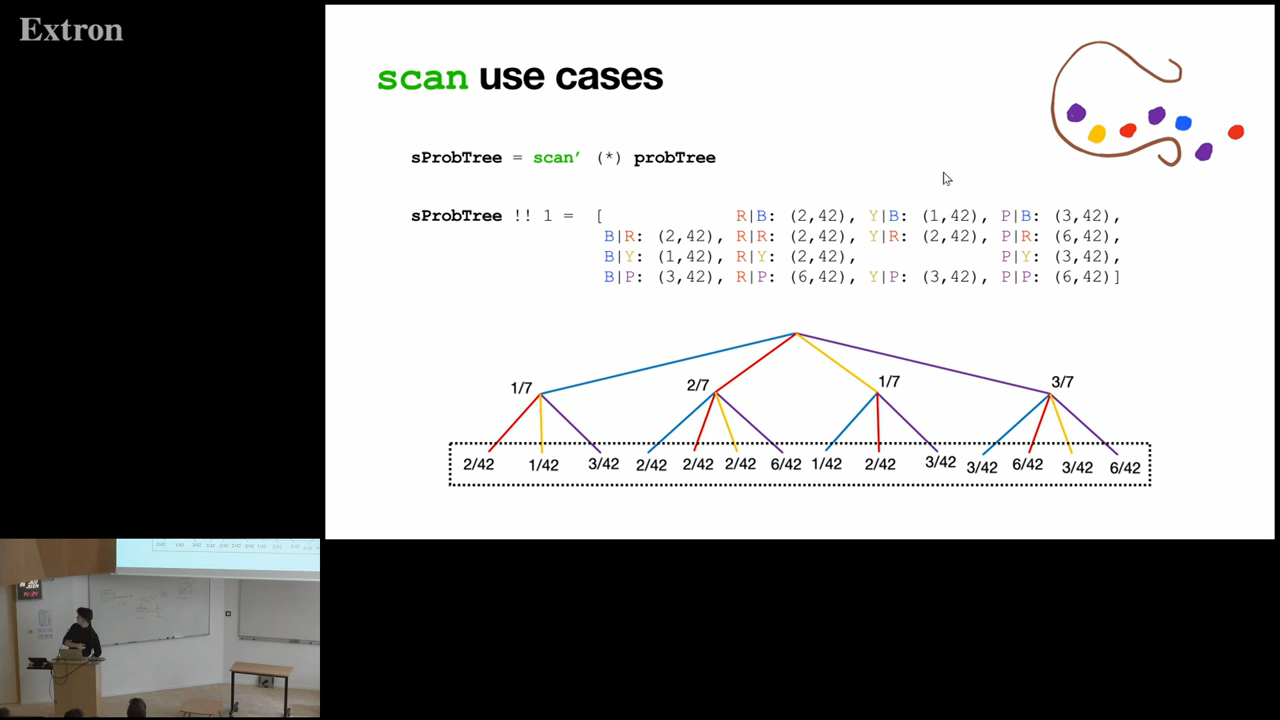 Extron
scan use cases
sProbTree = scan’ (*) probTree
sProbTree !! 1 = [ R|B: (2,42), Y|B: (1,42), P|B: (3,42),
B|R: (2,42), R|R: (2,42), Y|R: (2,42), P|R: (6,42),
B|Y: (1,42), R|Y: (2,42), P|Y: (3,42),
B|P: (3,42), R|P: (6,42), Y|P: (3,42), P|P: (6,42)]
1/7 2/7 1/7 3/7
2/42 1/42 3/42 2/42 2/42 2/42 6/42 1/42 2/42 3/42 3/42 6/42 3/42 6/42